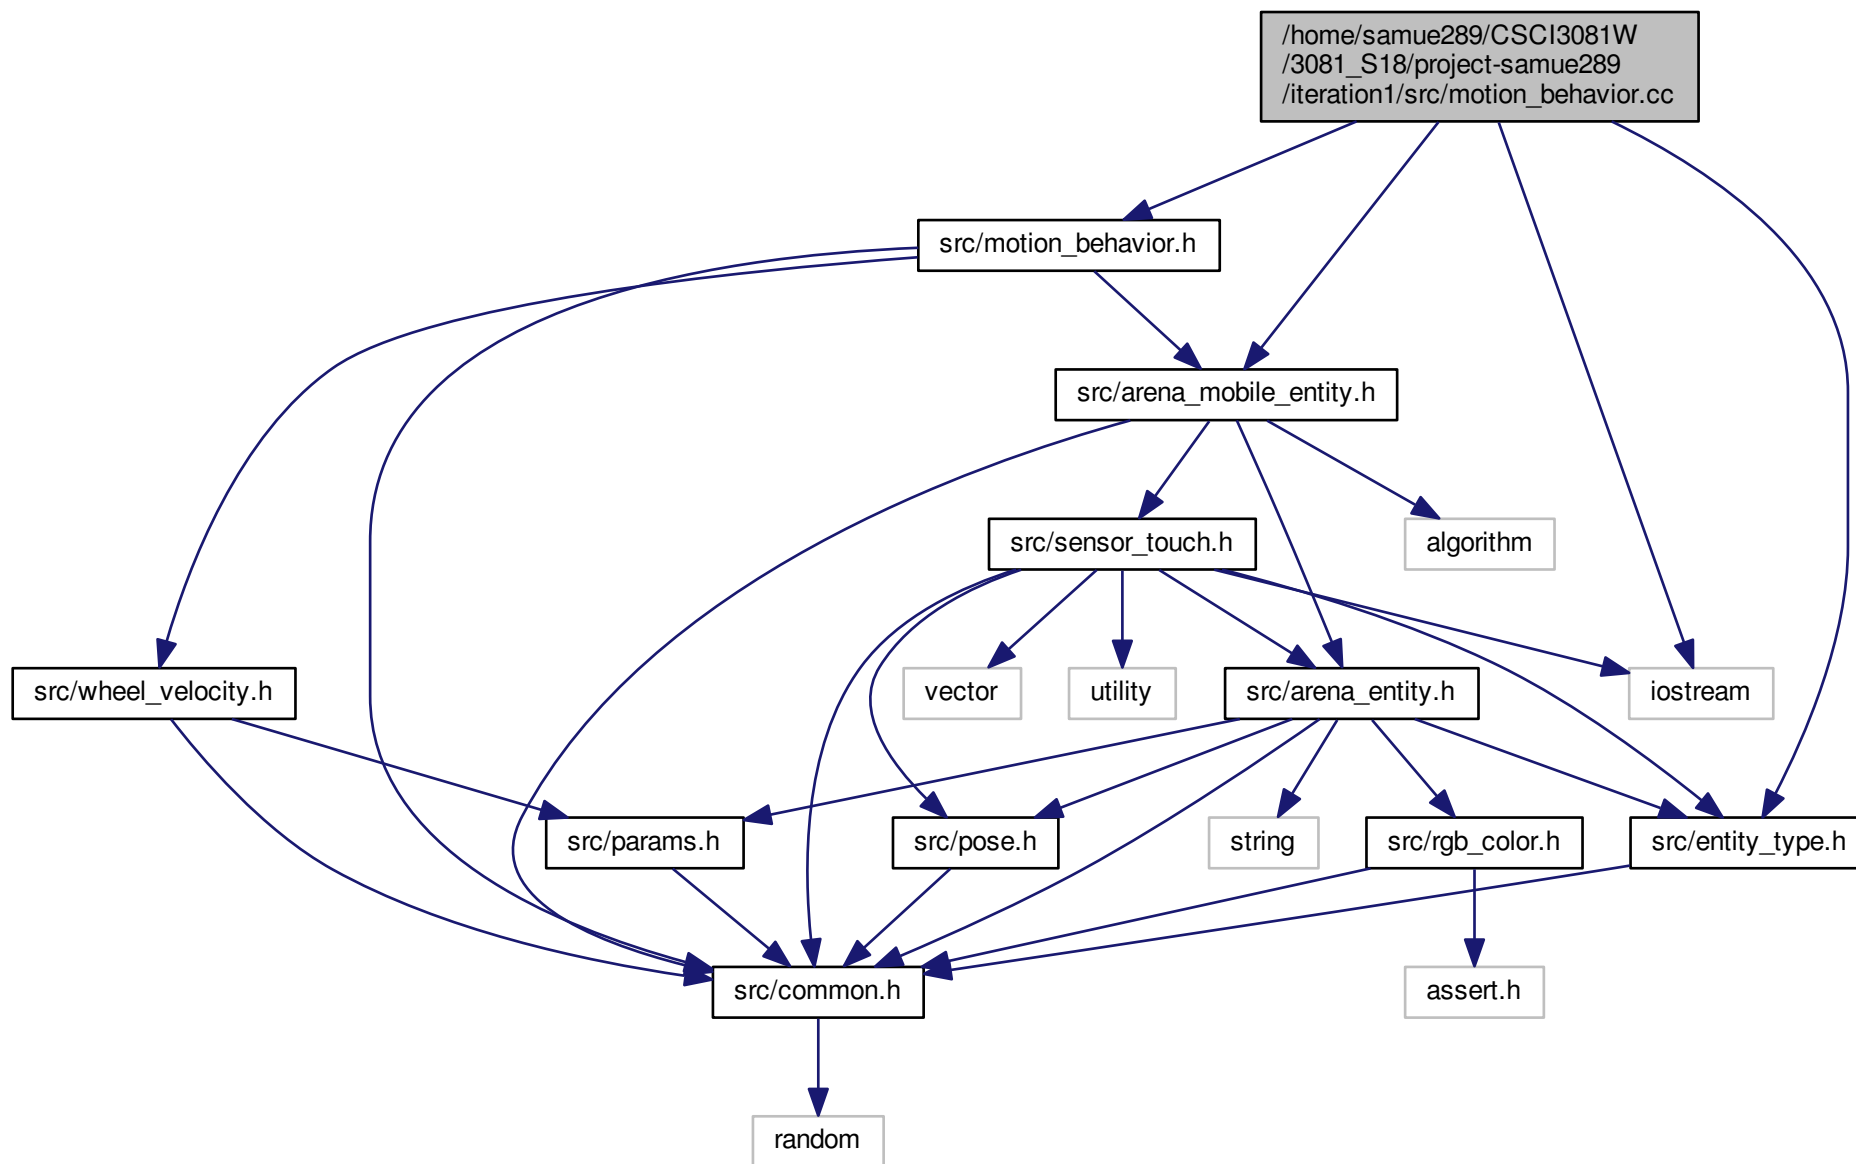 /home/samue289/CSCI3081W
/3081_S18/project-samue289
/iteration1/src/motion_behavior.cc
src/motion_behavior.h
src/arena_mobile_entity.h
src/sensor_touch.h
algorithm
src/wheel_velocity.h
vector
utility
src/arena_entity.h
iostream
src/params.h
src/pose.h
string
src/rgb_color.h
src/entity_type.h
src/common.h
assert.h
random